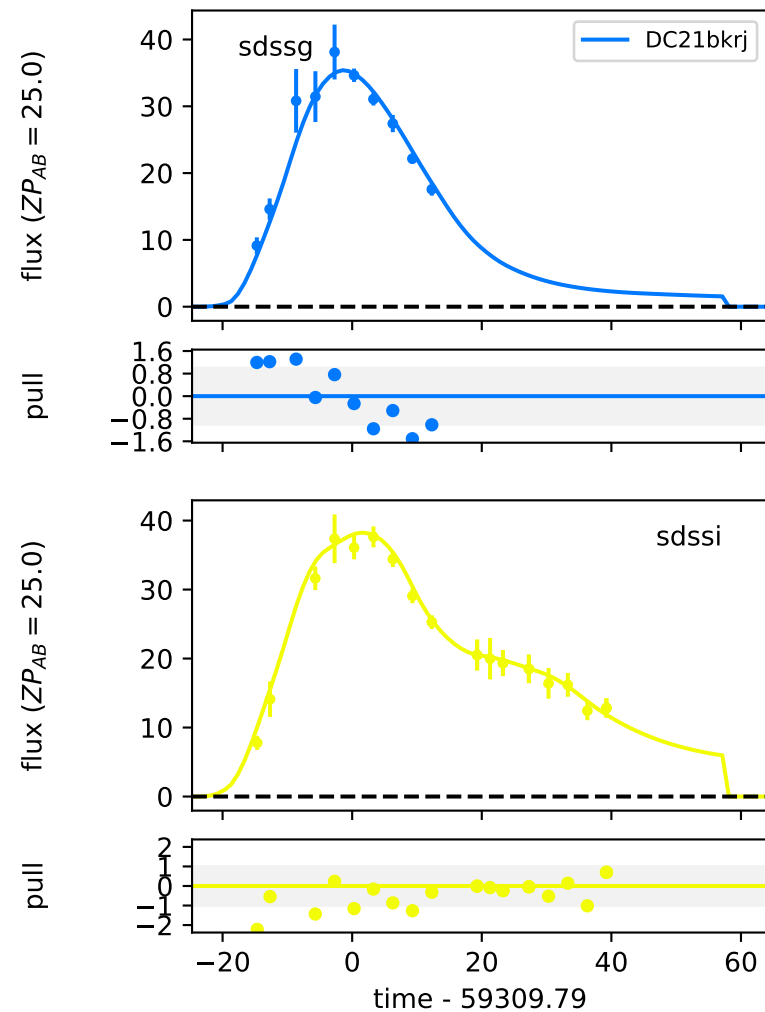 sdssg
DC21bkrj
flux (ZP_AB = 25.0)
40
30
20
10
0
pull
1.6
0.8
0.0
−0.8
−1.6
sdssi
flux (ZP_AB = 25.0)
40
30
20
10
0
pull
2
1
0
−1
−2
−20 0 20 40 60
time - 59309.79